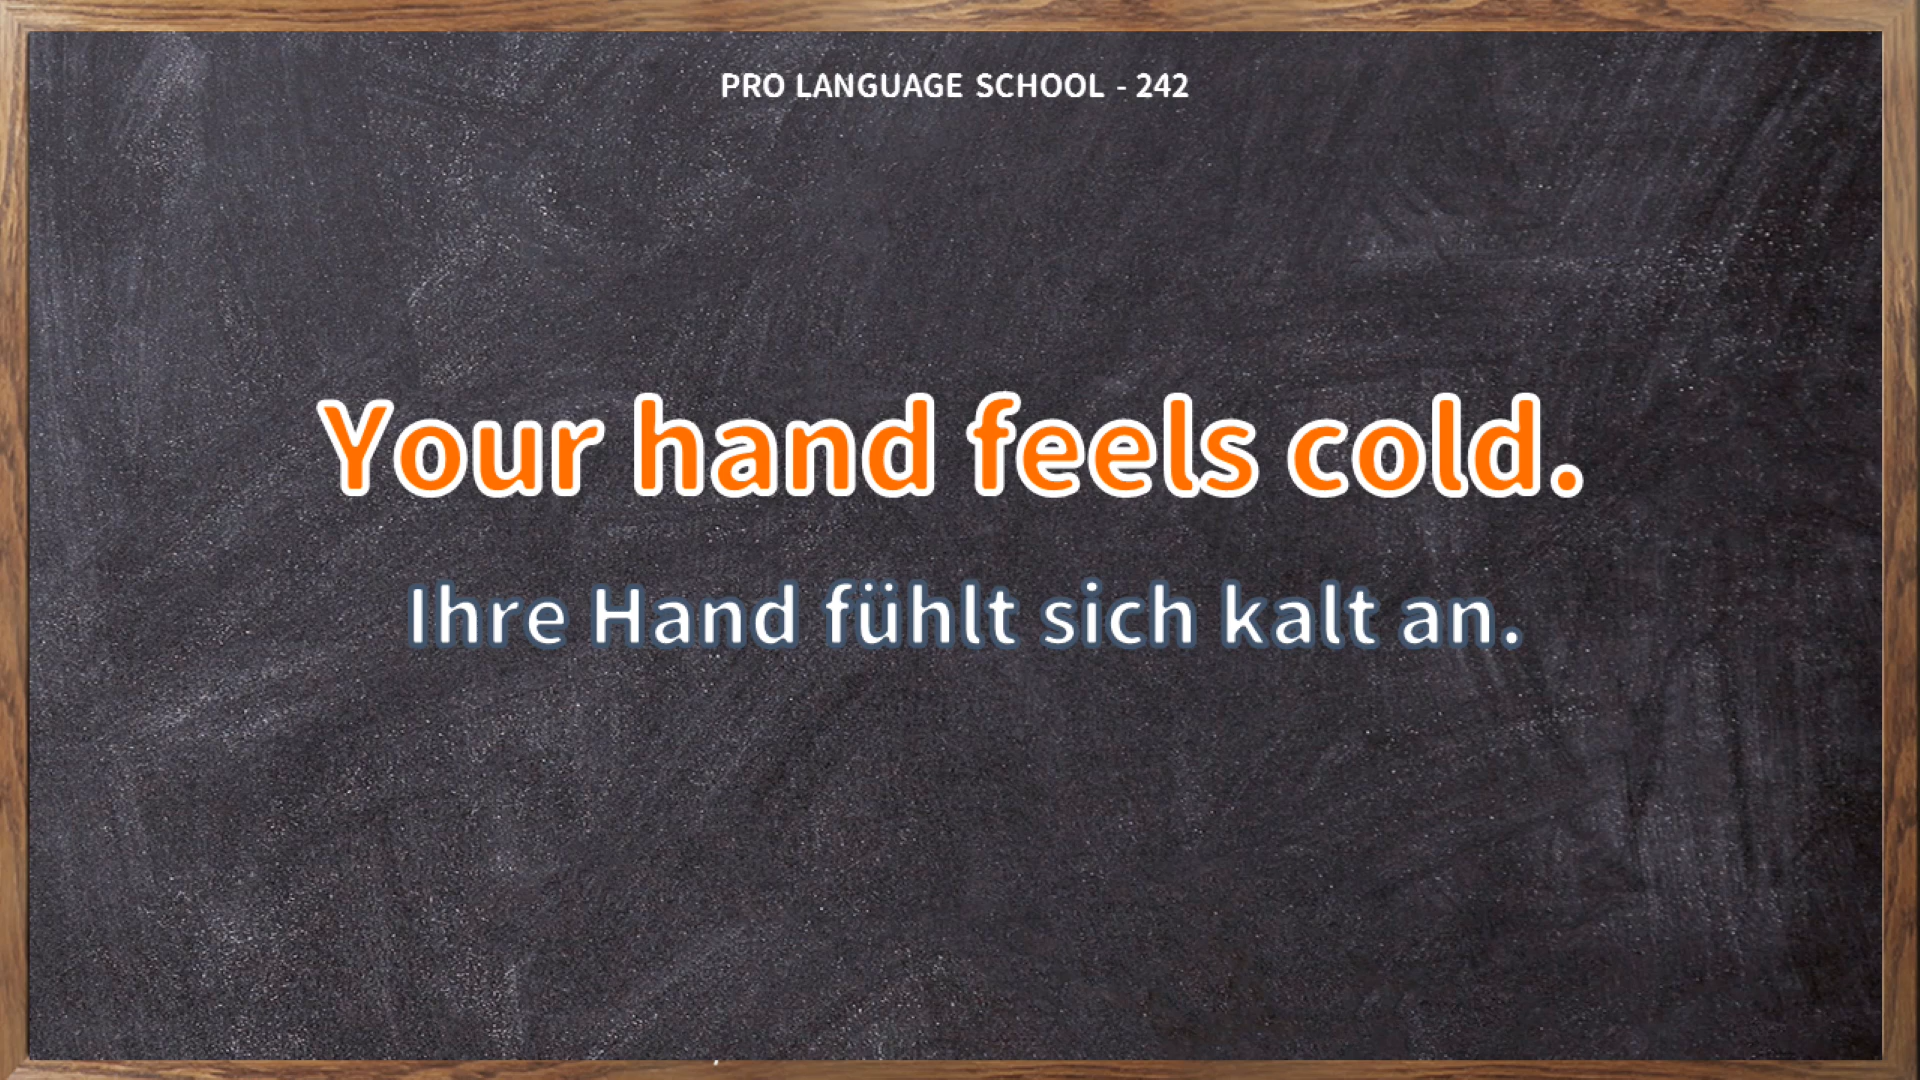 PRO LANGUAGE SCHOOL - 242
Your hand feels cold.
Ihre Hand fühlt sich kalt an.